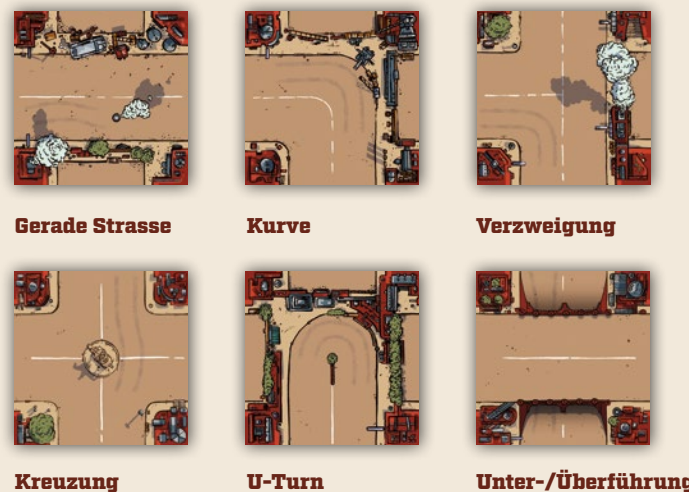 Gerade Strasse
Kurve
Verzweigung
Kreuzung
U-Turn
Unter-/Überführung